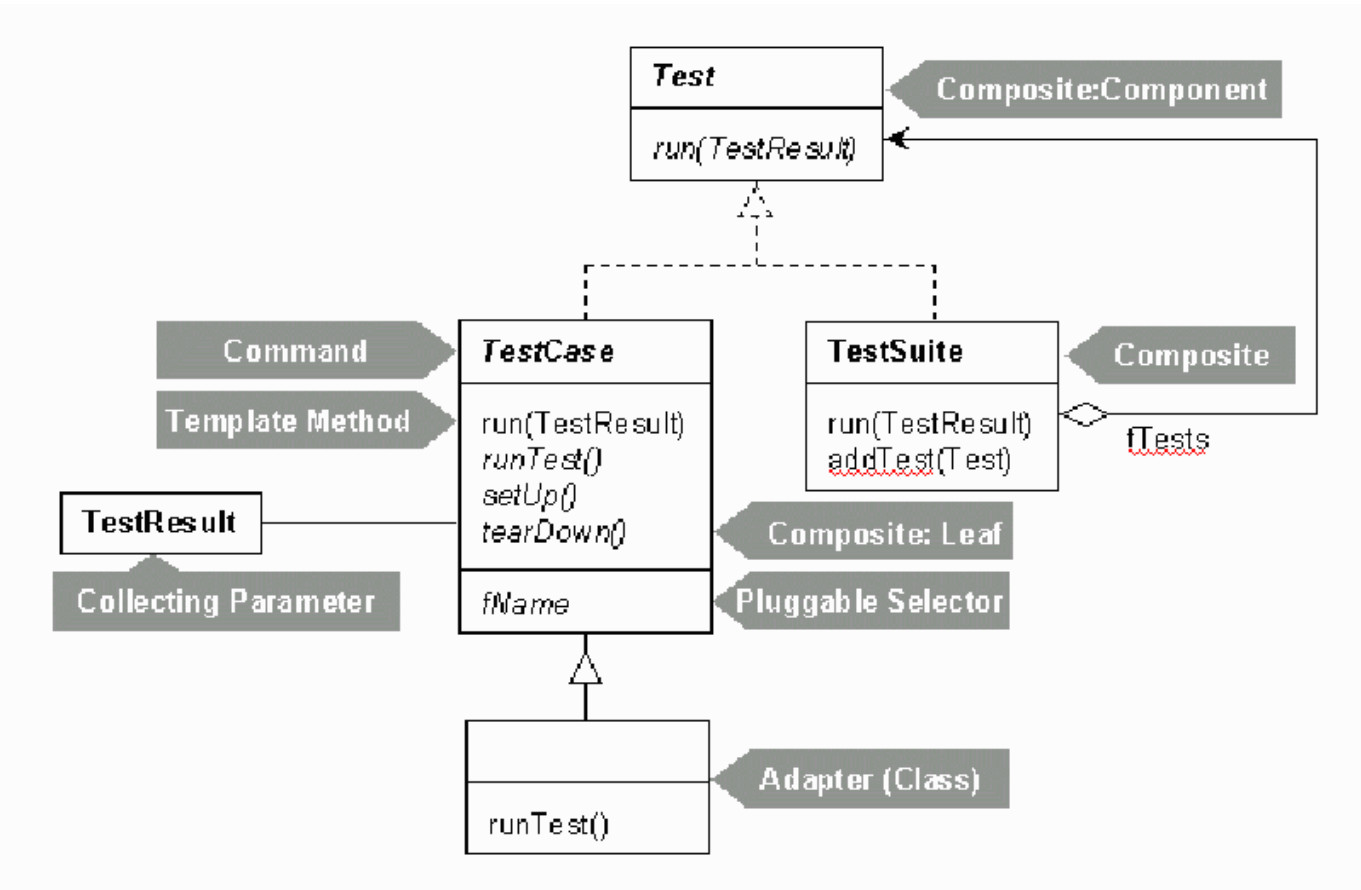 Test
Composite:Component
run(TestResult)
Command
TestCase
TestSuite
Composite
Template Method
run(TestResult)
runTest()
setUp()
tearDown()
run(TestResult)
addTest(Test)
fTests
TestResult
Composite: Leaf
Collecting Parameter
fName
Pluggable Selector
Adapter (Class)
runTest()